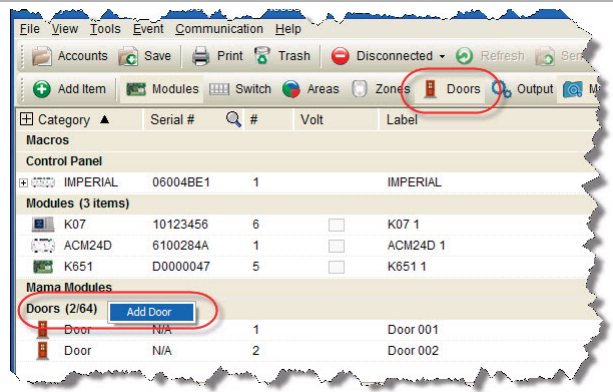 File View Tools Event Communication Help
Accounts Save Print Trash Disconnected Refresh
Add Item Modules Switch Areas Zones Doors Output
Category Serial # # Volt Label
Macros
Control Panel
IMPERIAL 06004BE1 1 IMPERIAL
Modules (3 items)
K07 10123456 6 K07 1
ACM24D 6100284A 1 ACM24D 1
K651 D0000047 5 K651 1
Mama Modules
Doors (2/64) Add Door
Door N/A 1 Door 001
Door N/A 2 Door 002